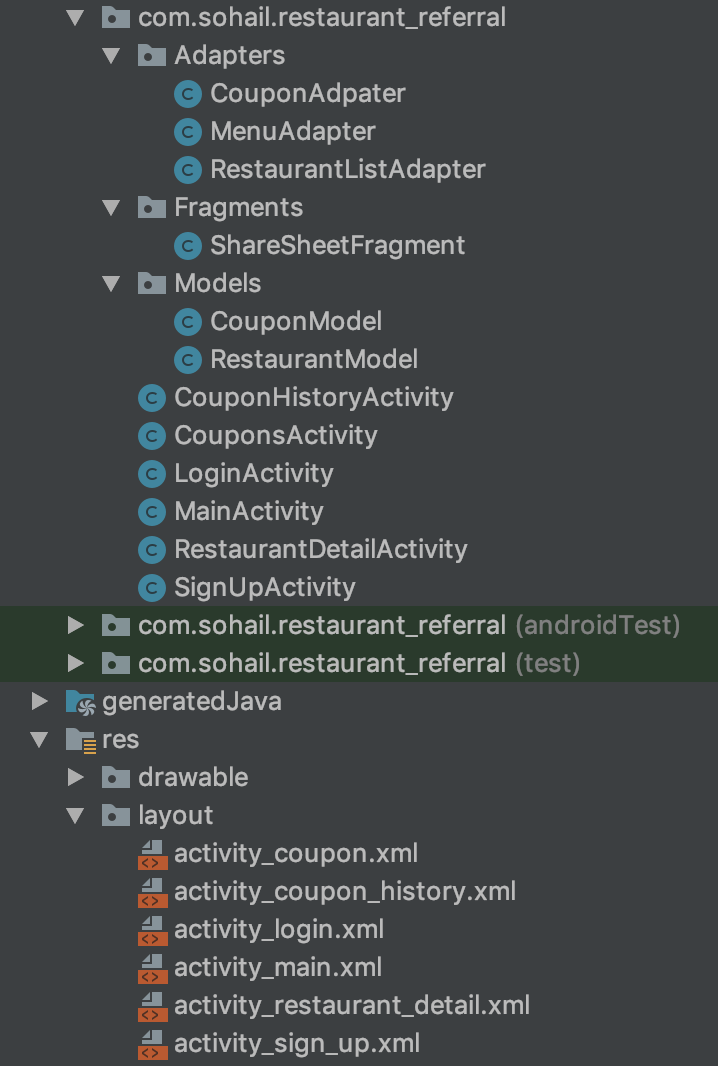 com.sohail.restaurant_referral
Adapters
CouponAdpater
MenuAdapter
RestaurantListAdapter
Fragments
ShareSheetFragment
Models
CouponModel
RestaurantModel
CouponHistoryActivity
CouponsActivity
LoginActivity
MainActivity
RestaurantDetailActivity
SignUpActivity
com.sohail.restaurant_referral (androidTest)
com.sohail.restaurant_referral (test)
generatedJava
res
drawable
layout
activity_coupon.xml
activity_coupon_history.xml
activity_login.xml
activity_main.xml
activity_restaurant_detail.xml
activity_sign_up.xml